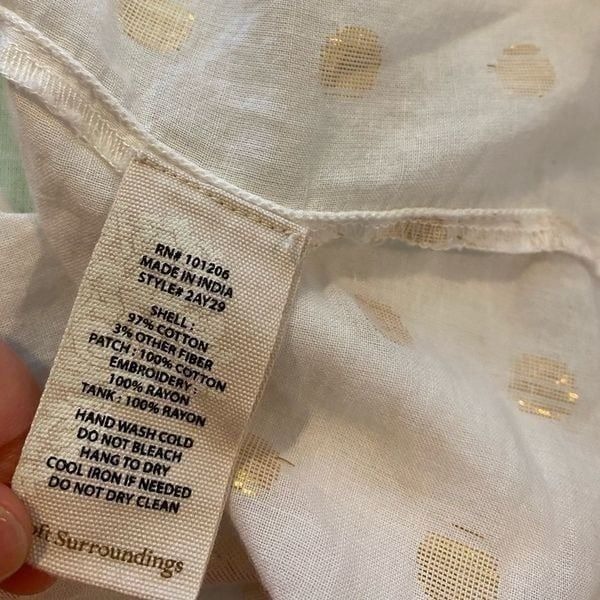 RN# 101206
MADE IN INDIA
STYLE# 2AY29
SHELL :
97% COTTON
3% OTHER FIBER
PATCH : 100% COTTON
EMBROIDERY :
100% RAYON
TANK : 100% RAYON
HAND WASH COLD
DO NOT BLEACH
HANG TO DRY
COOL IRON IF NEEDED
DO NOT DRY CLEAN
oft Surroundings